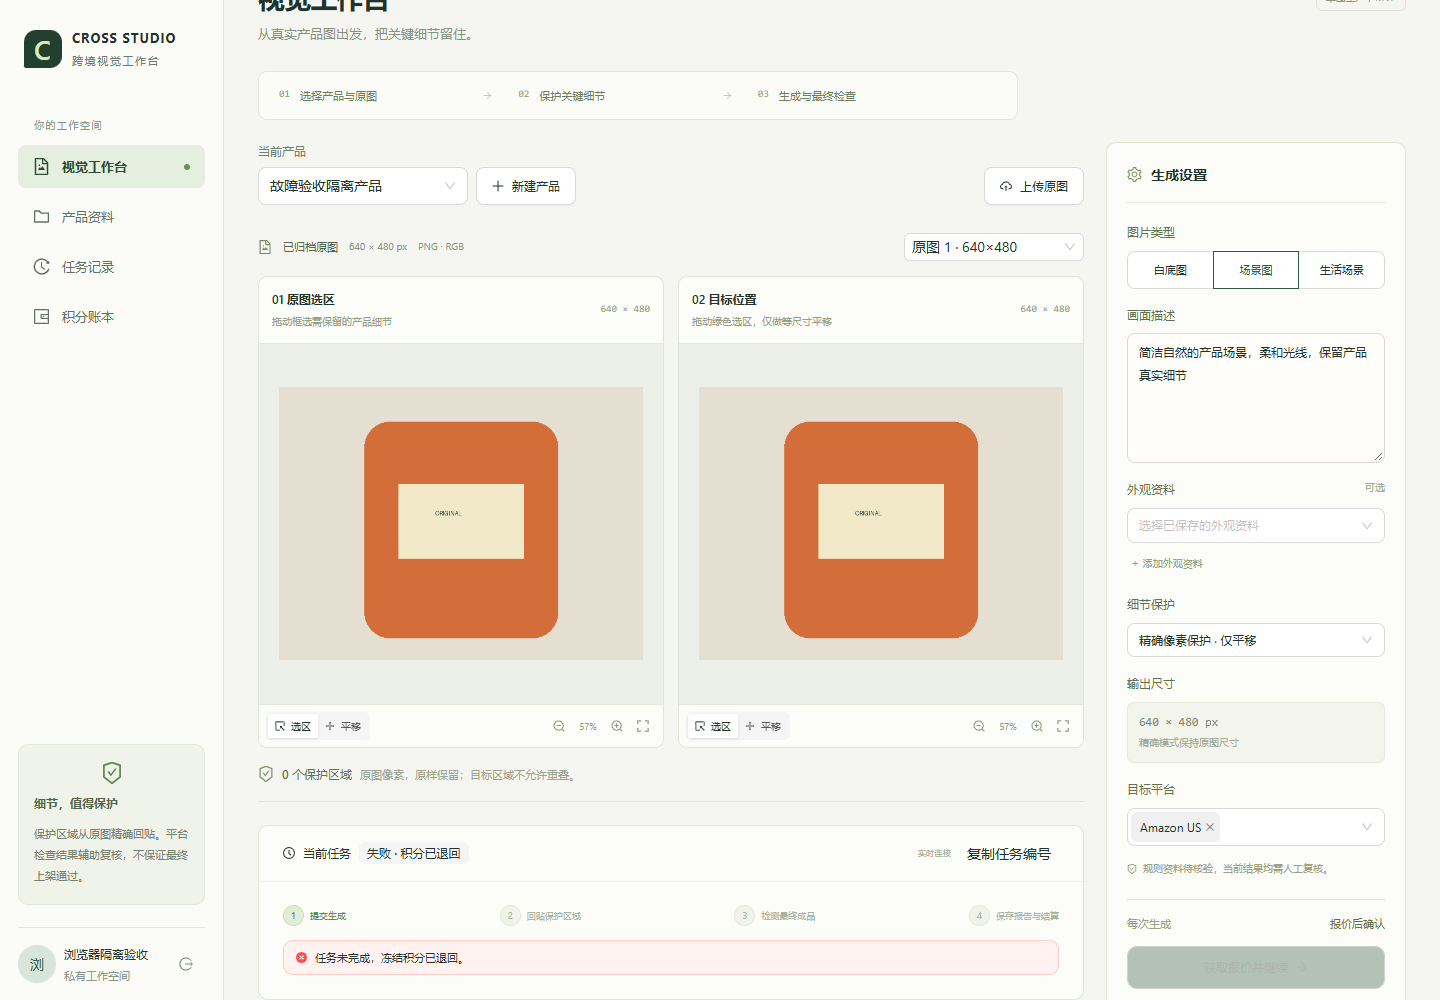 C
CROSS STUDIO
跨境视觉工作台
你的工作空间
视觉工作台
产品资料
任务记录
积分账本
细节，值得保护
保护区域从原图精确回贴。平台
检查结果辅助复核，不保证最终
上架通过。
浏
浏览器隔离验收
私有工作空间
视觉工作台
从真实产品图出发，把关键细节留住。
01 选择产品与原图 → 02 保护关键细节 → 03 生成与最终检查
当前产品
故障验收隔离产品
新建产品
上传原图
已归档原图 640 × 480 px PNG · RGB
原图 1 · 640×480
01 原图选区
拖动框选需保留的产品细节
640 × 480
ORIGINAL
选区 平移 57%
02 目标位置
拖动绿色选区，仅做等尺寸平移
640 × 480
ORIGINAL
选区 平移 57%
0 个保护区域 原图像素，原样保留；目标区域不允许重叠。
当前任务 失败 · 积分已退回
实时连接 复制任务编号
1 提交生成 2 回贴保护区域 3 检测最终成品 4 保存报告与结算
任务未完成，冻结积分已退回。
生成设置
图片类型
白底图 场景图 生活场景
画面描述
简洁自然的产品场景，柔和光线，保留产品
真实细节
外观资料 可选
选择已保存的外观资料
+ 添加外观资料
细节保护
精确像素保护 · 仅平移
输出尺寸
640 × 480 px
精确模式保持原图尺寸
目标平台
Amazon US ×
规则资料待核验，当前结果均需人工复核。
每次生成 报价后确认
获取报价并继续 →